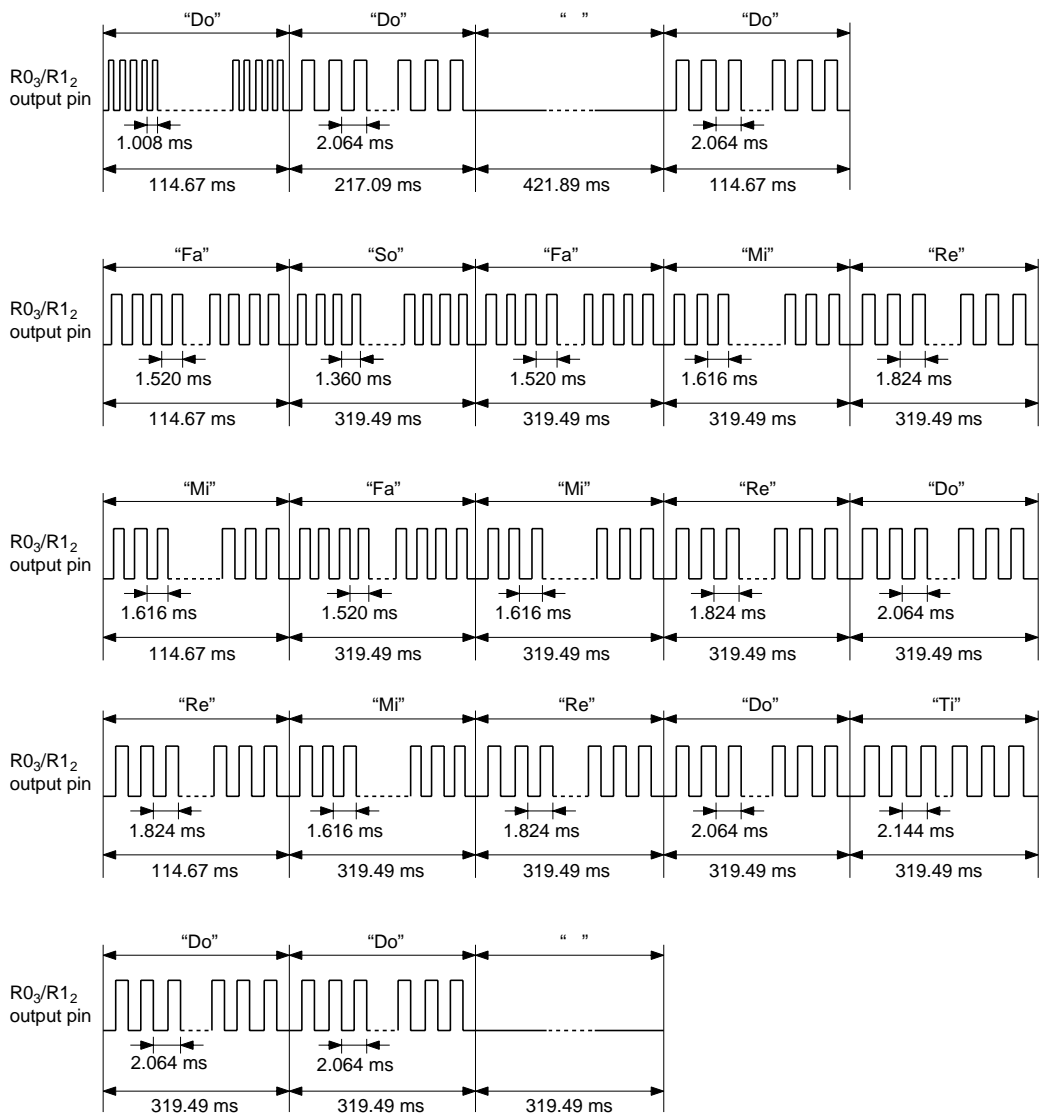 “Do” “Do” “ ” “Do”
R0₃/R1₂
output pin
1.008 ms 2.064 ms 2.064 ms
114.67 ms 217.09 ms 421.89 ms 114.67 ms
“Fa” “So” “Fa” “Mi” “Re”
R0₃/R1₂
output pin
1.520 ms 1.360 ms 1.520 ms 1.616 ms 1.824 ms
114.67 ms 319.49 ms 319.49 ms 319.49 ms 319.49 ms
“Mi” “Fa” “Mi” “Re” “Do”
R0₃/R1₂
output pin
1.616 ms 1.520 ms 1.616 ms 1.824 ms 2.064 ms
114.67 ms 319.49 ms 319.49 ms 319.49 ms 319.49 ms
“Re” “Mi” “Re” “Do” “Ti”
R0₃/R1₂
output pin
1.824 ms 1.616 ms 1.824 ms 2.064 ms 2.144 ms
114.67 ms 319.49 ms 319.49 ms 319.49 ms 319.49 ms
“Do” “Do” “ ”
R0₃/R1₂
output pin
2.064 ms 2.064 ms
319.49 ms 319.49 ms 319.49 ms